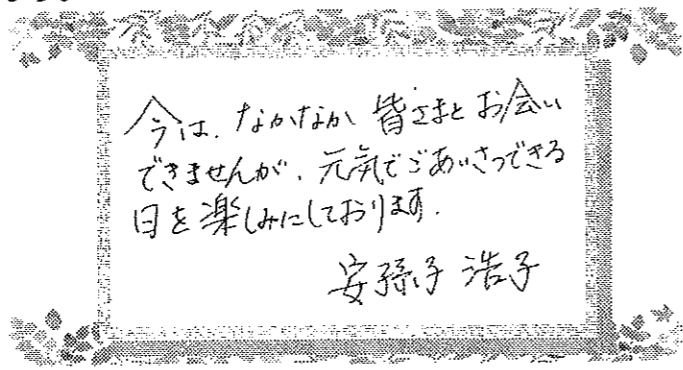 今は、なかなか皆さまとお会い
できませんが、元気でごあいさつできる
日を楽しみにしております。
安孫子 浩子